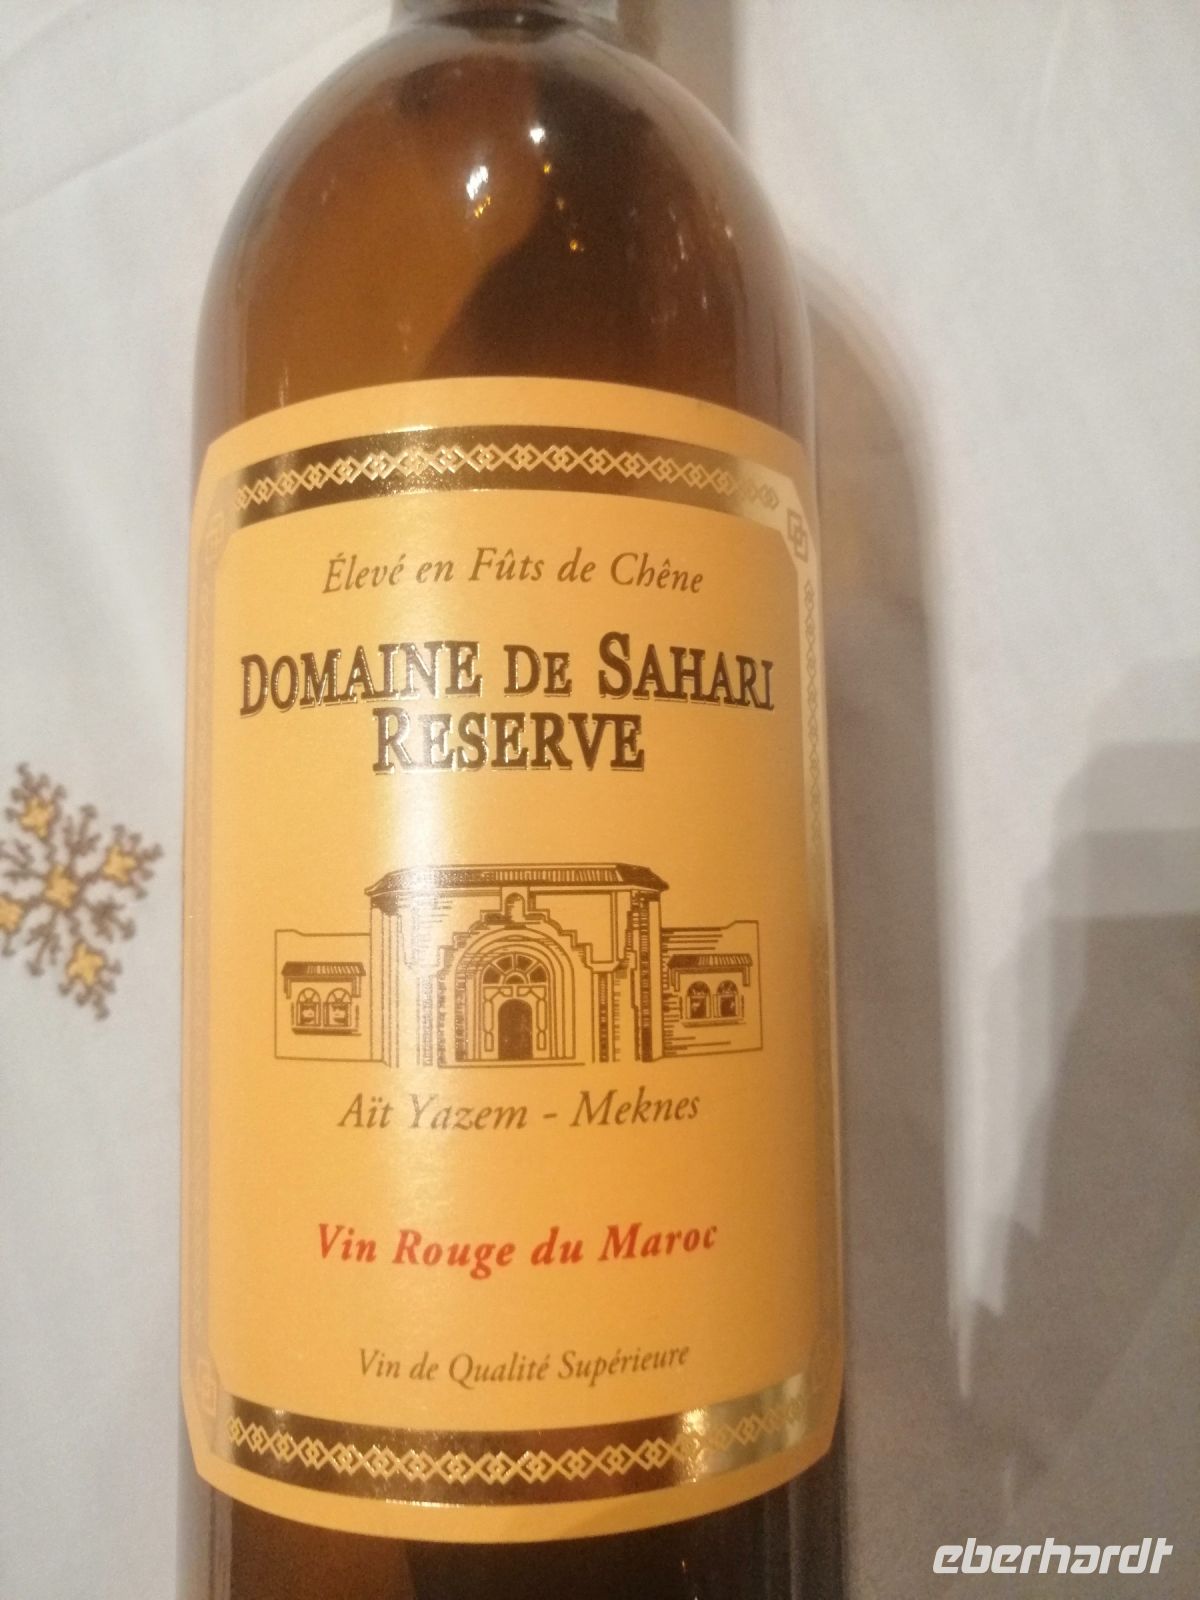 Élevé en Fûts de Chêne
DOMAINE DE SAHARI
RESERVE
Aït Yazem - Meknes
Vin Rouge du Maroc
Vin de Qualité Supérieure
eberhardt